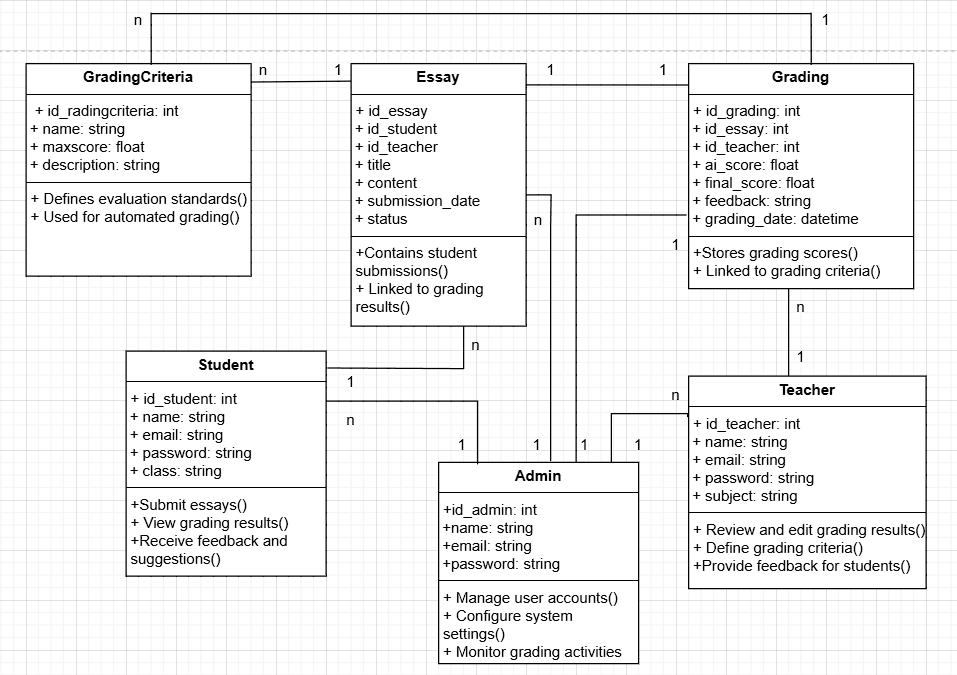 n
1
GradingCriteria
+ id_radingcriteria: int
+ name: string
+ maxscore: float
+ description: string
+ Defines evaluation standards()
+ Used for automated grading()
n
1
Essay
+ id_essay
+ id_student
+ id_teacher
+ title
+ content
+ submission_date
+ status
+Contains student
submissions()
+ Linked to grading
results()
1
1
Grading
+ id_grading: int
+ id_essay: int
+ id_teacher: int
+ ai_score: float
+ final_score: float
+ feedback: string
+ grading_date: datetime
+Stores grading scores()
+ Linked to grading criteria()
n
1
n
1
n
1
Student
+ id_student: int
+ name: string
+ email: string
+ password: string
+ class: string
+Submit essays()
+ View grading results()
+Receive feedback and
suggestions()
n
1
1
1
1
n
Admin
+id_admin: int
+name: string
+email: string
+password: string
+ Manage user accounts()
+ Configure system
settings()
+ Monitor grading activities
Teacher
+ id_teacher: int
+ name: string
+ email: string
+ password: string
+ subject: string
+ Review and edit grading results()
+ Define grading criteria()
+Provide feedback for students()